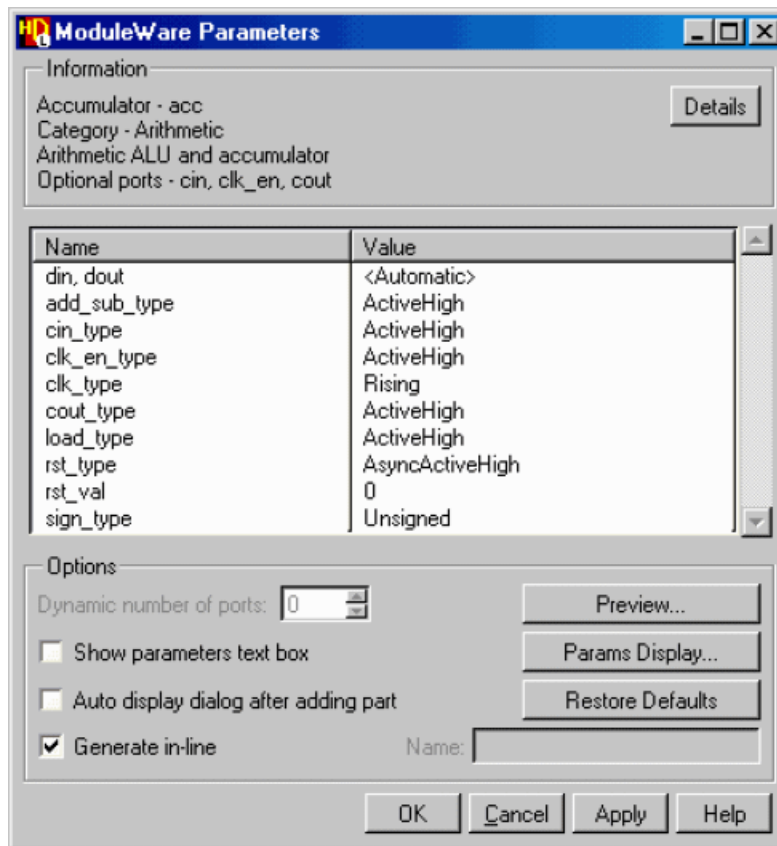 HDL ModuleWare Parameters
Information
Accumulator - acc
Category - Arithmetic
Arithmetic ALU and accumulator
Optional ports - cin, clk_en, cout
Details
Name Value
din, dout <Automatic>
add_sub_type ActiveHigh
cin_type ActiveHigh
clk_en_type ActiveHigh
clk_type Rising
cout_type ActiveHigh
load_type ActiveHigh
rst_type AsyncActiveHigh
rst_val 0
sign_type Unsigned
Options
Dynamic number of ports: 0 Preview...
Show parameters text box Params Display...
Auto display dialog after adding part Restore Defaults
Generate in-line Name:
OK Cancel Apply Help